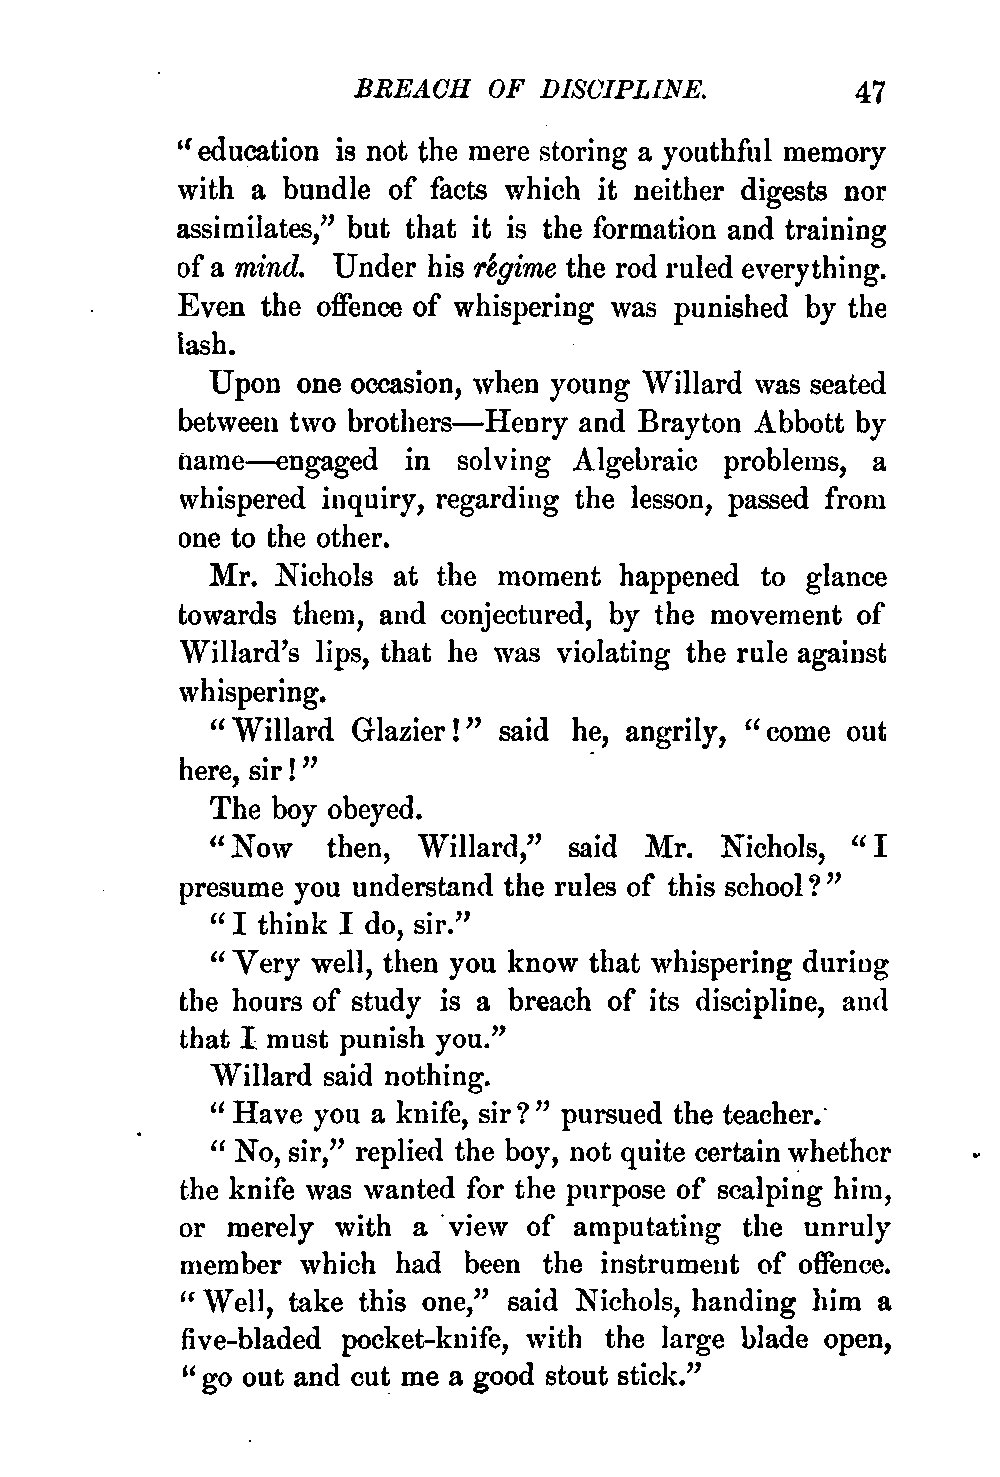 BREACH OF DISCIPLINE. 47
“education is not the mere storing a youthful memory
with a bundle of facts which it neither digests nor
assimilates,” but that it is the formation and training
of a mind. Under his régime the rod ruled everything.
Even the offence of whispering was punished by the
lash.
Upon one occasion, when young Willard was seated
between two brothers—Henry and Brayton Abbott by
name—engaged in solving Algebraic problems, a
whispered inquiry, regarding the lesson, passed from
one to the other.
Mr. Nichols at the moment happened to glance
towards them, and conjectured, by the movement of
Willard’s lips, that he was violating the rule against
whispering.
“Willard Glazier!” said he, angrily, “come out
here, sir!”
The boy obeyed.
“Now then, Willard,” said Mr. Nichols, “I
presume you understand the rules of this school?”
“I think I do, sir.”
“Very well, then you know that whispering during
the hours of study is a breach of its discipline, and
that I must punish you.”
Willard said nothing.
“Have you a knife, sir?” pursued the teacher.
“No, sir,” replied the boy, not quite certain whether
the knife was wanted for the purpose of scalping him,
or merely with a view of amputating the unruly
member which had been the instrument of offence.
“Well, take this one,” said Nichols, handing him a
five-bladed pocket-knife, with the large blade open,
“go out and cut me a good stout stick.”